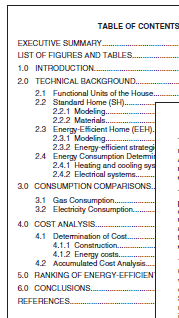 TABLE OF CONTENTS
EXECUTIVE SUMMARY
LIST OF FIGURES AND TABLES
1.0 INTRODUCTION
2.0 TECHNICAL BACKGROUND
2.1 Functional Units of the House
2.2 Standard Home (SH)
2.2.1 Modeling
2.2.2 Materials
2.3 Energy-Efficient Home (EEH)
2.3.1 Modeling
2.3.2 Energy-efficient strategi
2.4 Energy Consumption Determi
2.4.1 Heating and cooling sys
2.4.2 Electrical systems
3.0 CONSUMPTION COMPARISONS
3.1 Gas Consumption
3.2 Electricity Consumption
4.0 COST ANALYSIS
4.1 Determination of Cost
4.1.1 Construction
4.1.2 Energy costs
4.2 Accumulated Cost Analysis
5.0 RANKING OF ENERGY-EFFICIEN
6.0 CONCLUSIONS
REFERENCES